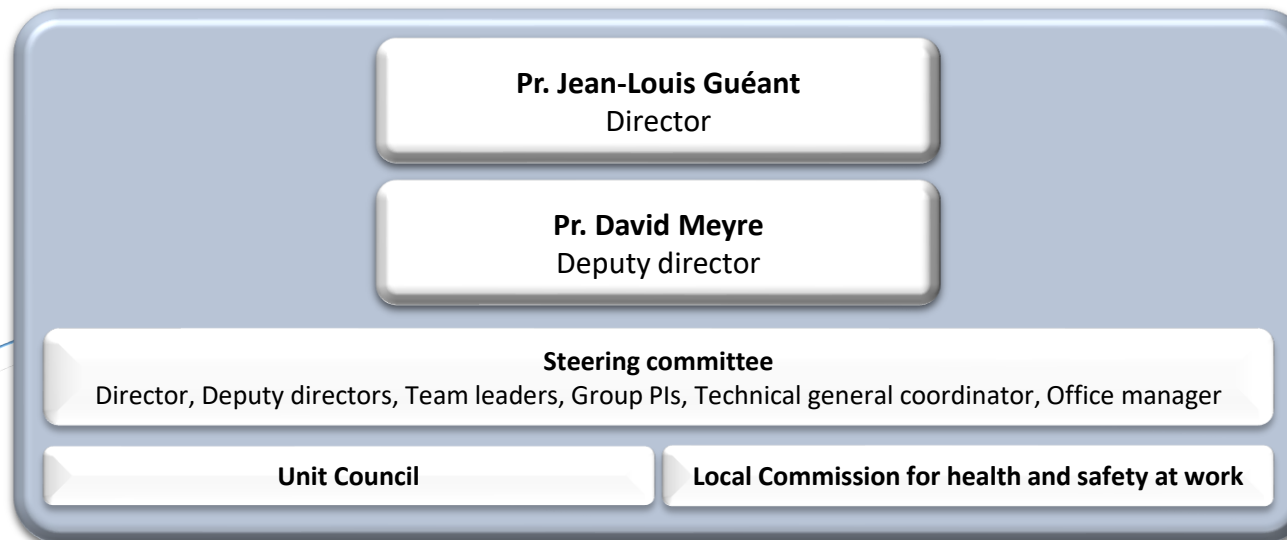 Pr. Jean-Louis Guéant
Director
Pr. David Meyre
Deputy director
Steering committee
Director, Deputy directors, Team leaders, Group PIs, Technical general coordinator, Office manager
Unit Council
Local Commission for health and safety at work